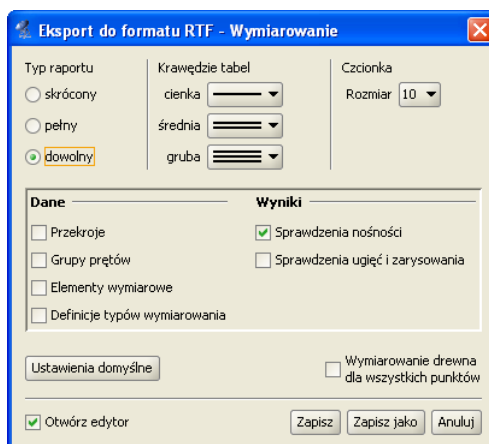 Eksport do formatu RTF - Wymiarowanie
Typ raportu
Krawędzie tabel
Czcionka
skrócony
cienka
Rozmiar 10
pełny
średnia
dowolny
gruba
Dane
Wyniki
Przekroje
Sprawdzenia nośności
Grupy prętów
Sprawdzenia ugięć i zarysowania
Elementy wymiarowe
Definicje typów wymiarowania
Ustawienia domyślne
Wymiarowanie drewna
dla wszystkich punktów
Otwórz edytor
Zapisz
Zapisz jako
Anuluj